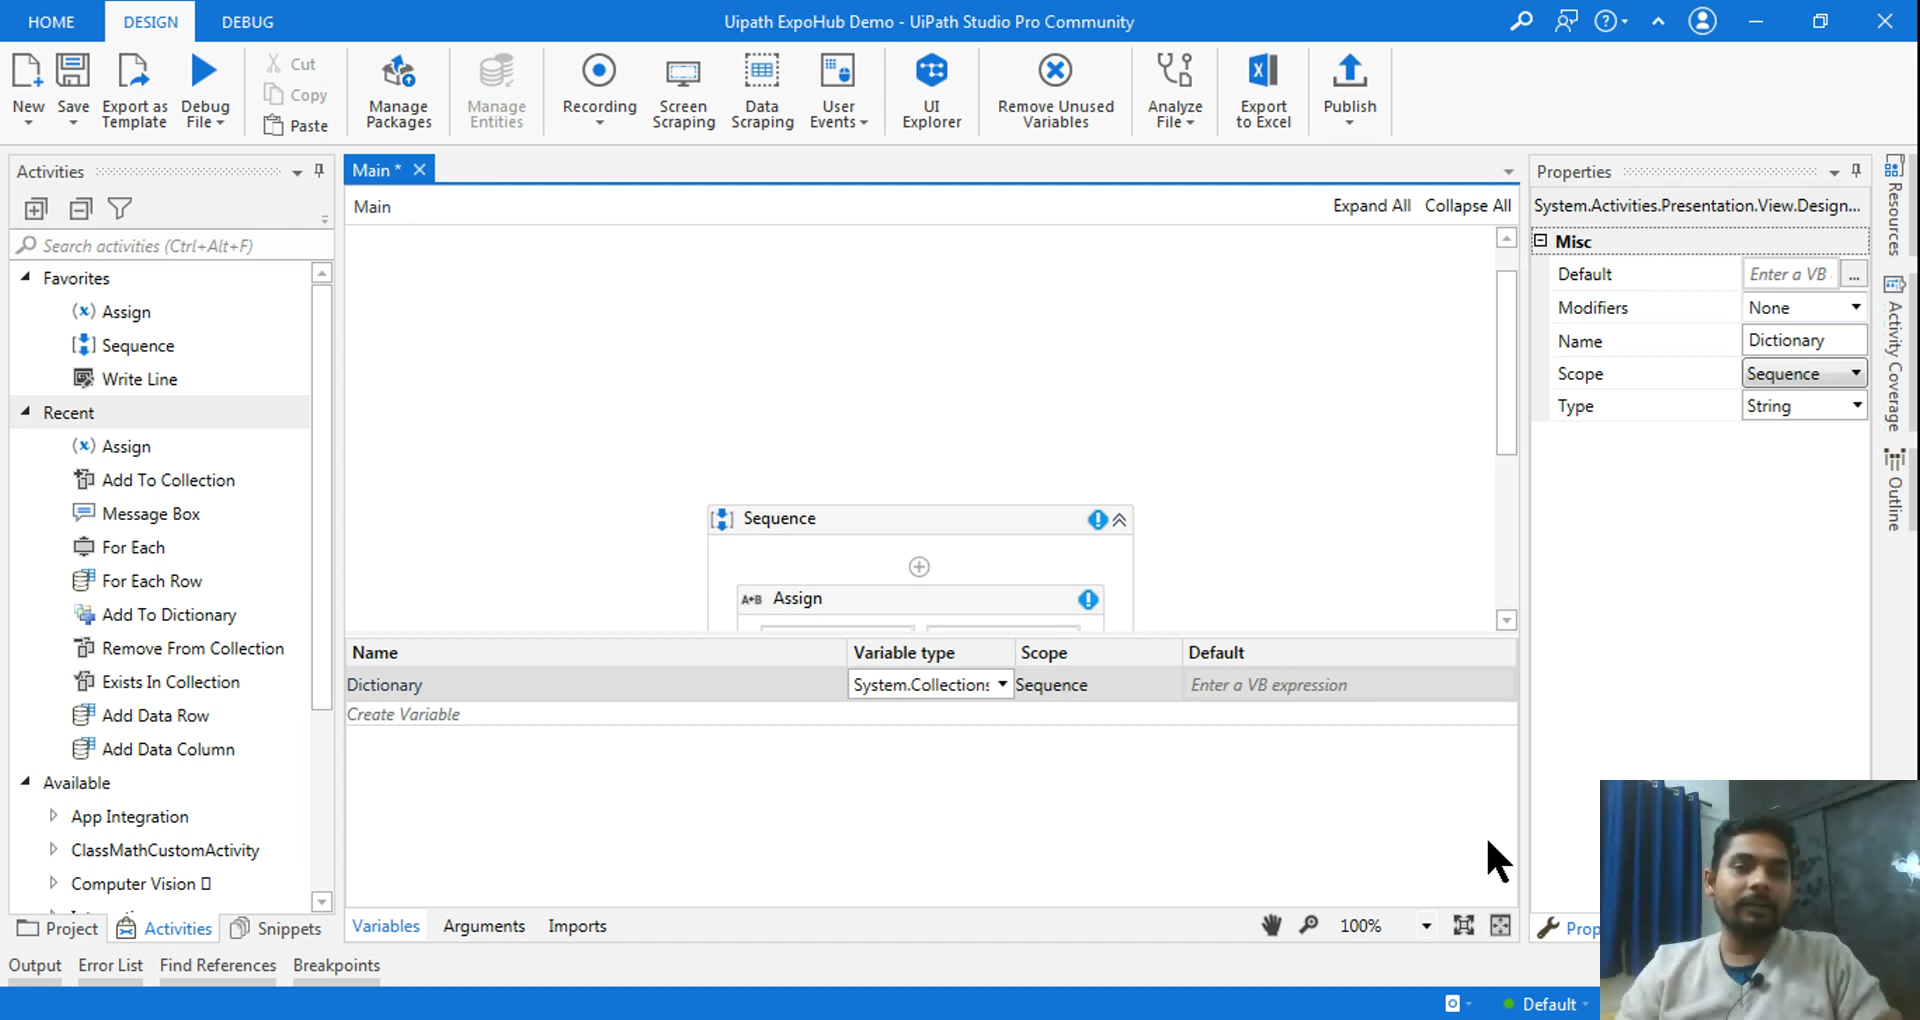 HOME DESIGN DEBUG
Uipath ExpoHub Demo - UiPath Studio Pro Community
New
Save
Export as
Template
Debug
File
Cut
Copy
Paste
Manage
Packages
Manage
Entities
Recording
Screen
Scraping
Data
Scraping
User
Events
UI
Explorer
Remove Unused
Variables
Analyze
File
Export
to Excel
Publish
Activities
Search activities (Ctrl+Alt+F)
Favorites
Assign
Sequence
Write Line
Recent
Assign
Add To Collection
Message Box
For Each
For Each Row
Add To Dictionary
Remove From Collection
Exists In Collection
Add Data Row
Add Data Column
Available
App Integration
ClassMathCustomActivity
Computer Vision
Project Activities Snippets
Main *
Main
Expand All Collapse All
Sequence
A+B Assign
Name Variable type Scope Default
Dictionary System.Collections Sequence Enter a VB expression
Create Variable
Variables Arguments Imports
100%
Properties
System.Activities.Presentation.View.Design...
Misc
Default Enter a VB ...
Modifiers None
Name Dictionary
Scope Sequence
Type String
Resources
Activity Coverage
Outline
Prop
Output Error List Find References Breakpoints
Default